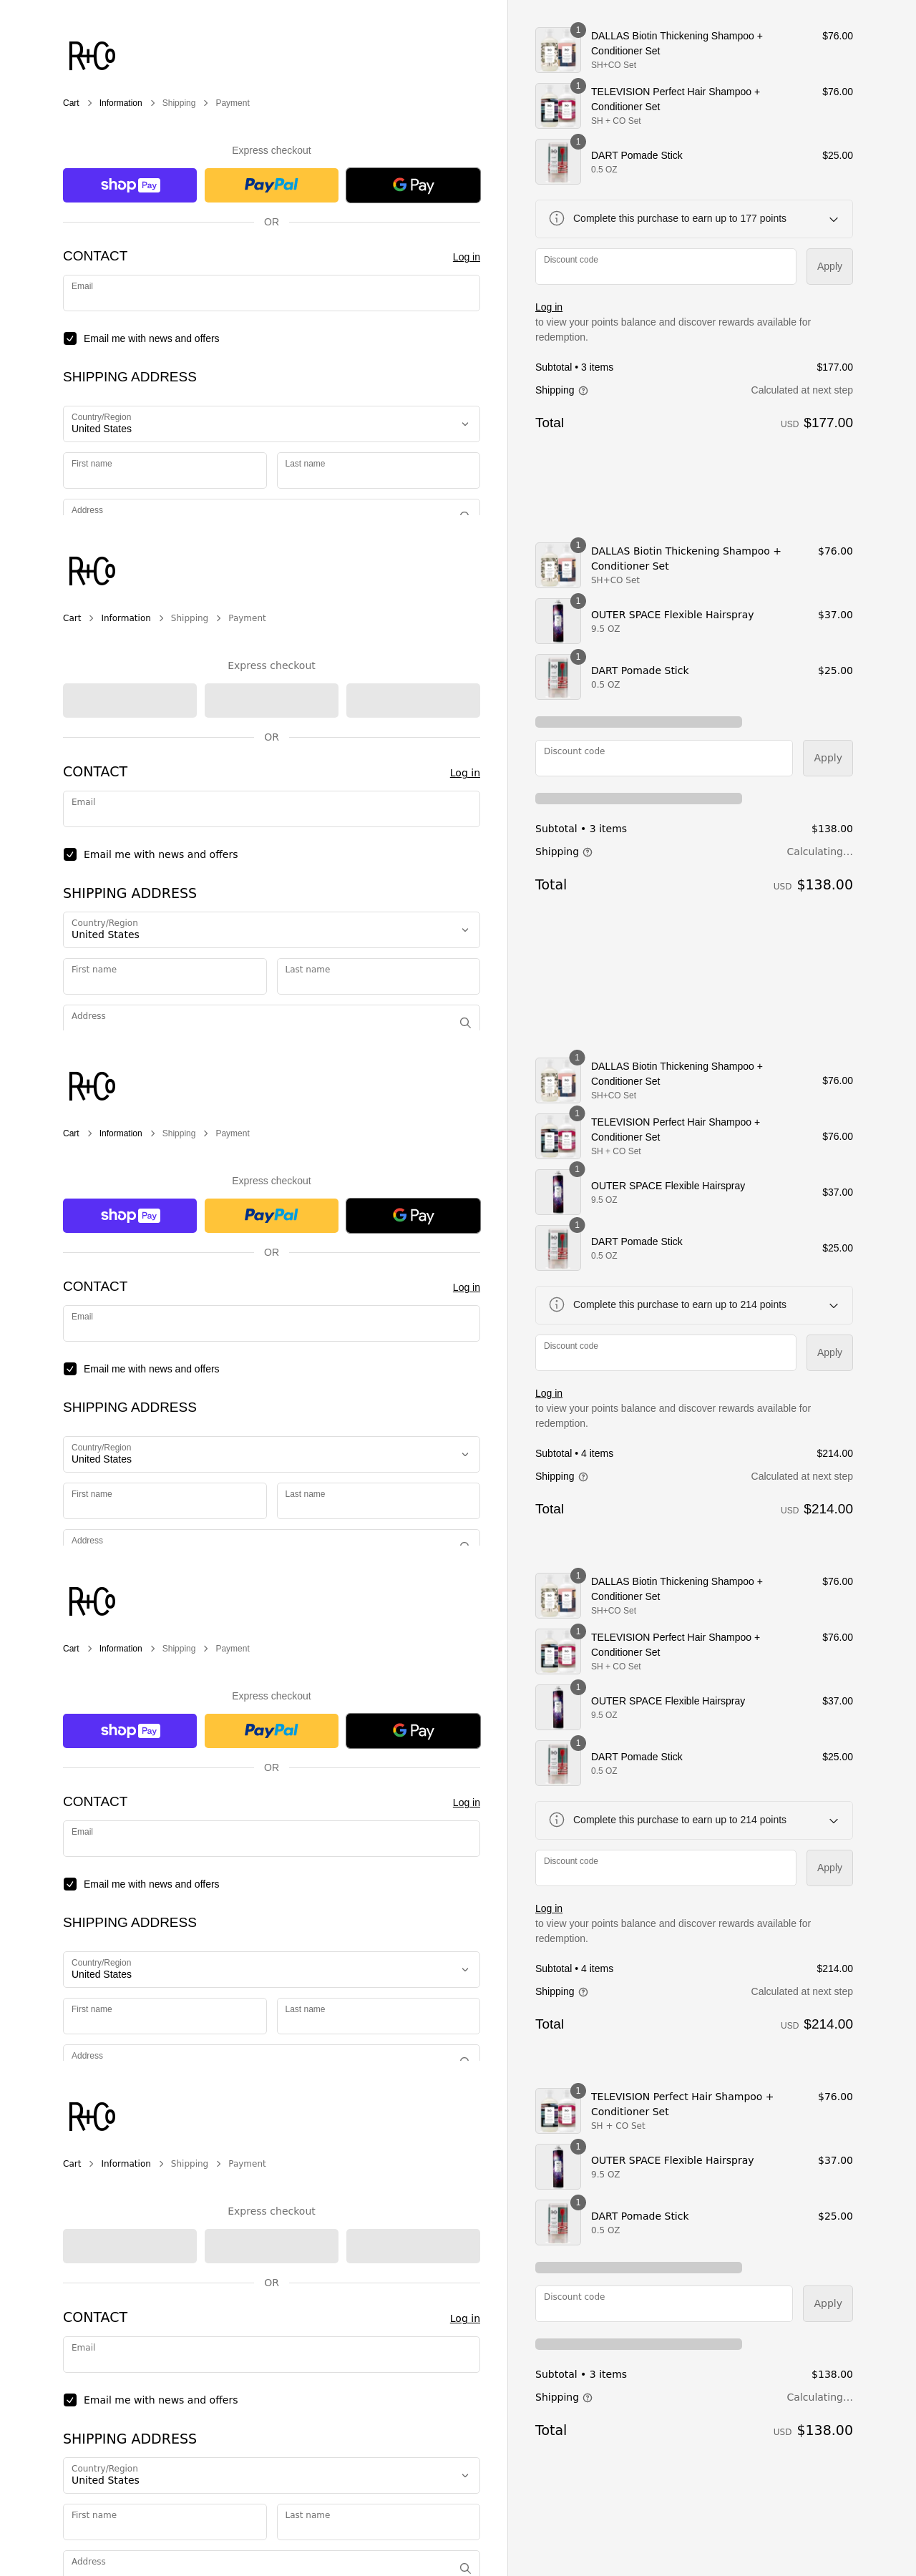 R+Co
Cart > Information > Shipping > Payment
Express checkout
shop Pay
PayPal
G Pay
OR
CONTACT
Log in
Email
Email me with news and offers
SHIPPING ADDRESS
Country/Region
United States
First name
Last name
Address
1
DALLAS Biotin Thickening Shampoo +
Conditioner Set
SH+CO Set
$76.00
1
TELEVISION Perfect Hair Shampoo +
Conditioner Set
SH + CO Set
$76.00
1
DART Pomade Stick
0.5 OZ
$25.00
Complete this purchase to earn up to 177 points
Discount code
Apply
Log in
to view your points balance and discover rewards available for
redemption.
Subtotal • 3 items
$177.00
Shipping
Calculated at next step
Total
USD $177.00
R+Co
Cart > Information > Shipping > Payment
Express checkout
OR
CONTACT
Log in
Email
Email me with news and offers
SHIPPING ADDRESS
Country/Region
United States
First name
Last name
Address
1
DALLAS Biotin Thickening Shampoo +
Conditioner Set
SH+CO Set
$76.00
1
OUTER SPACE Flexible Hairspray
9.5 OZ
$37.00
1
DART Pomade Stick
0.5 OZ
$25.00
Discount code
Apply
Subtotal • 3 items
$138.00
Shipping
Calculating...
Total
USD $138.00
R+Co
Cart > Information > Shipping > Payment
Express checkout
shop Pay
PayPal
G Pay
OR
CONTACT
Log in
Email
Email me with news and offers
SHIPPING ADDRESS
Country/Region
United States
First name
Last name
Address
1
DALLAS Biotin Thickening Shampoo +
Conditioner Set
SH+CO Set
$76.00
1
TELEVISION Perfect Hair Shampoo +
Conditioner Set
SH + CO Set
$76.00
1
OUTER SPACE Flexible Hairspray
9.5 OZ
$37.00
1
DART Pomade Stick
0.5 OZ
$25.00
Complete this purchase to earn up to 214 points
Discount code
Apply
Log in
to view your points balance and discover rewards available for
redemption.
Subtotal • 4 items
$214.00
Shipping
Calculated at next step
Total
USD $214.00
R+Co
Cart > Information > Shipping > Payment
Express checkout
shop Pay
PayPal
G Pay
OR
CONTACT
Log in
Email
Email me with news and offers
SHIPPING ADDRESS
Country/Region
United States
First name
Last name
Address
1
DALLAS Biotin Thickening Shampoo +
Conditioner Set
SH+CO Set
$76.00
1
TELEVISION Perfect Hair Shampoo +
Conditioner Set
SH + CO Set
$76.00
1
OUTER SPACE Flexible Hairspray
9.5 OZ
$37.00
1
DART Pomade Stick
0.5 OZ
$25.00
Complete this purchase to earn up to 214 points
Discount code
Apply
Log in
to view your points balance and discover rewards available for
redemption.
Subtotal • 4 items
$214.00
Shipping
Calculated at next step
Total
USD $214.00
R+Co
Cart > Information > Shipping > Payment
Express checkout
OR
CONTACT
Log in
Email
Email me with news and offers
SHIPPING ADDRESS
Country/Region
United States
First name
Last name
Address
1
TELEVISION Perfect Hair Shampoo +
Conditioner Set
SH + CO Set
$76.00
1
OUTER SPACE Flexible Hairspray
9.5 OZ
$37.00
1
DART Pomade Stick
0.5 OZ
$25.00
Discount code
Apply
Subtotal • 3 items
$138.00
Shipping
Calculating...
Total
USD $138.00